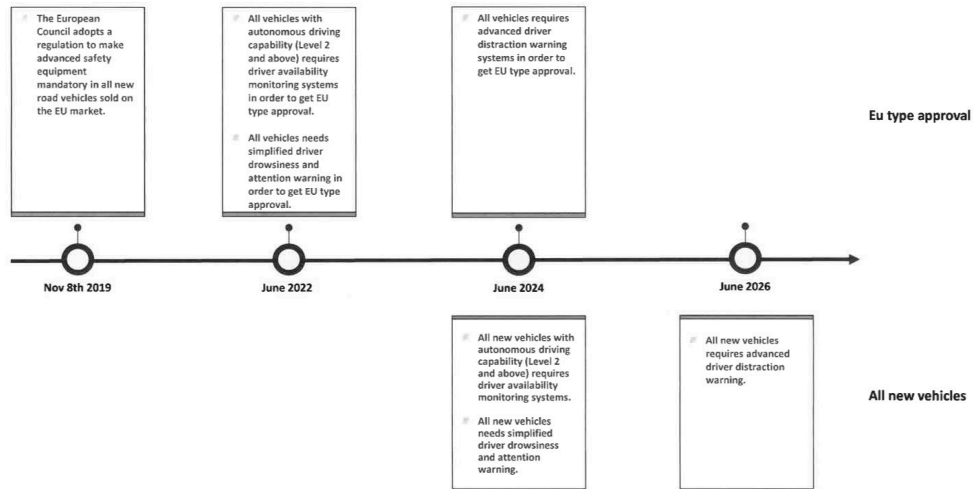 The European
Council adopts a
regulation to make
advanced safety
equipment
mandatory in all new
road vehicles sold on
the EU market.
All vehicles with
autonomous driving
capability (Level 2
and above) requires
driver availability
monitoring systems
in order to get EU
type approval.
All vehicles needs
simplified driver
drowsiness and
attention warning in
order to get EU type
approval.
All vehicles requires
advanced driver
distraction warning
systems in order to
get EU type approval.
Eu type approval
Nov 8th 2019
June 2022
June 2024
June 2026
All new vehicles with
autonomous driving
capability (Level 2
and above) requires
driver availability
monitoring systems.
All new vehicles
needs simplified
driver drowsiness
and attention
warning.
All new vehicles
requires advanced
driver distraction
warning.
All new vehicles